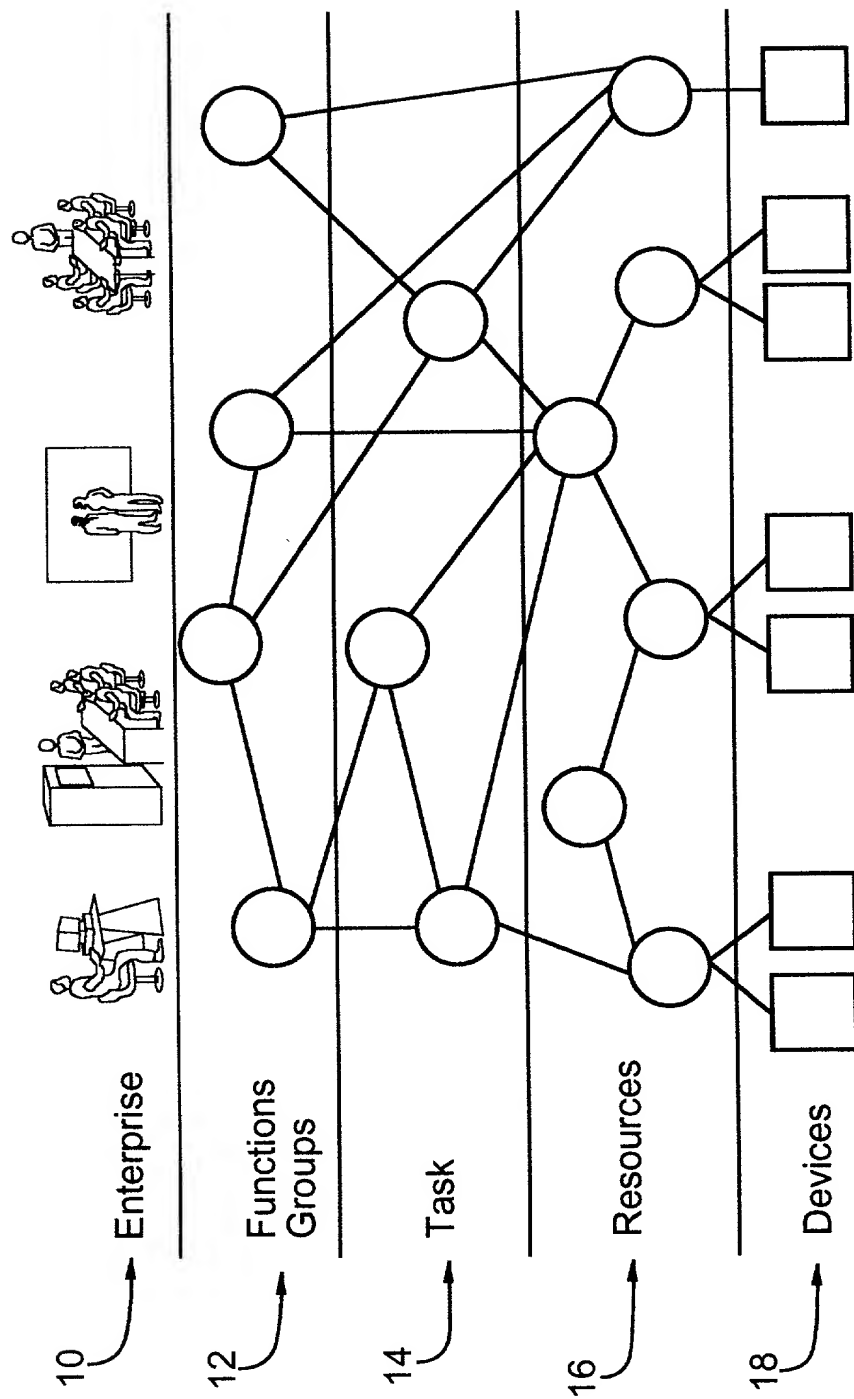 10
Enterprise
12
Functions
Groups
14
Task
16
Resources
18
Devices